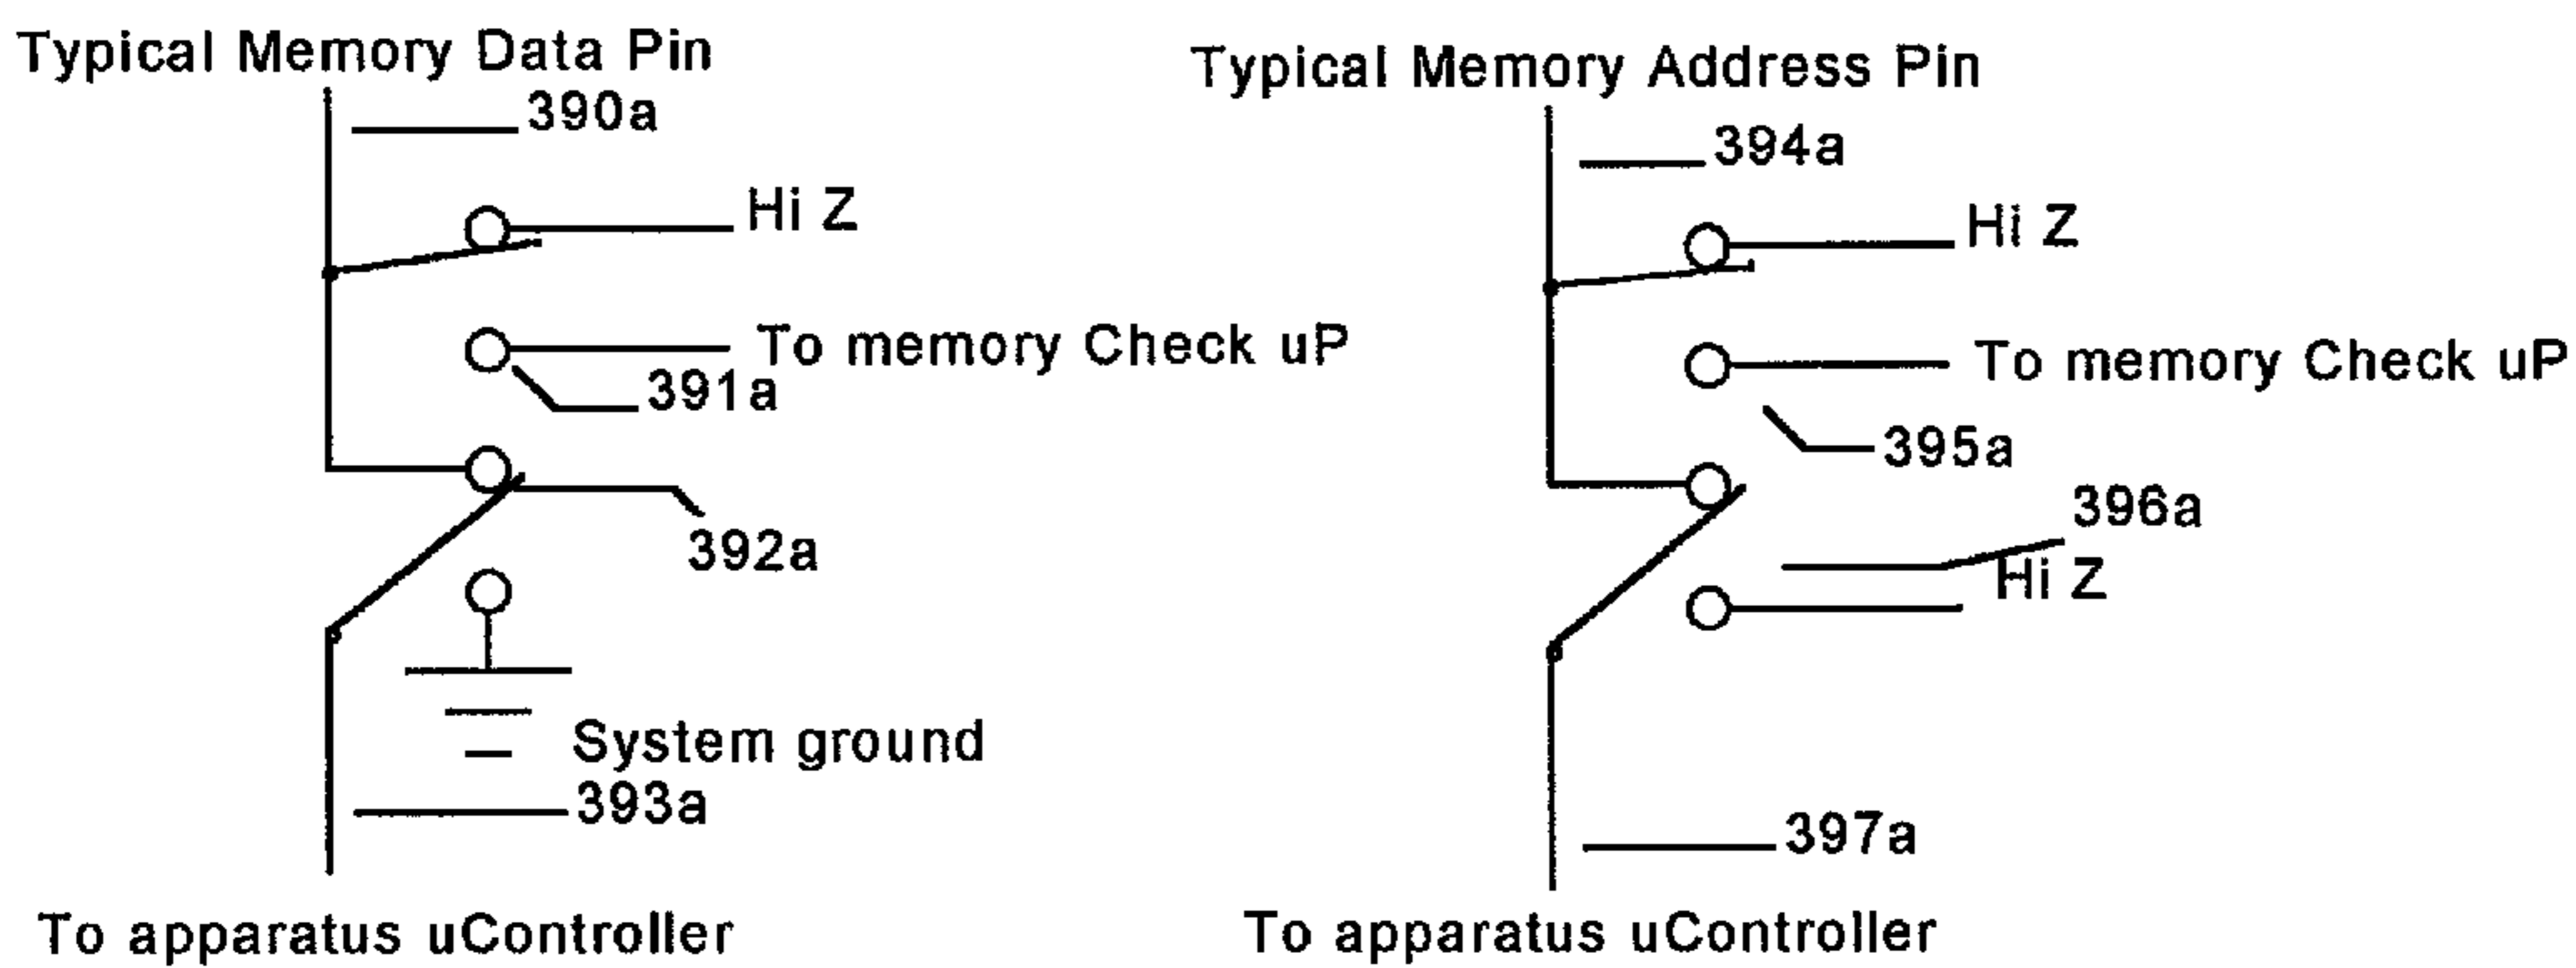 Typical Memory Data Pin
390a
Hi Z
To memory Check uP
391a
392a
System ground
393a
To apparatus uController
Typical Memory Address Pin
394a
Hi Z
To memory Check uP
395a
396a
Hi Z
397a
To apparatus uController